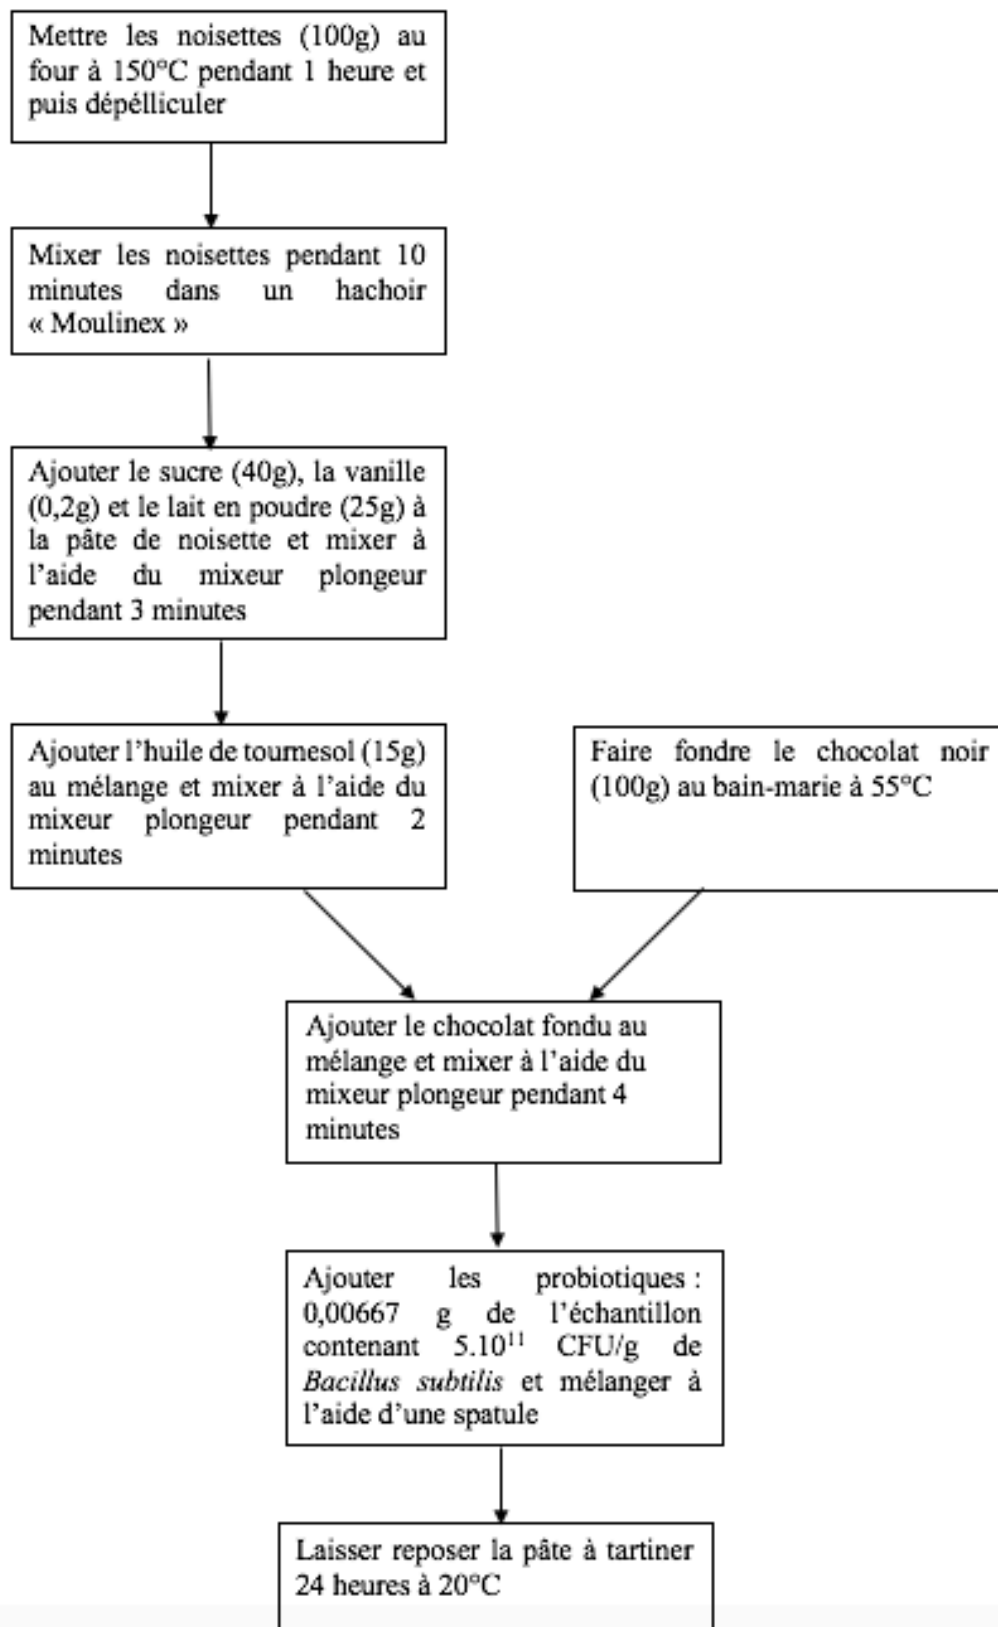 Mettre les noisettes (100g) au
four à 150°C pendant 1 heure et
puis dépélliculer
Mixer les noisettes pendant 10
minutes dans un hachoir
« Moulinex »
Ajouter le sucre (40g), la vanille
(0,2g) et le lait en poudre (25g) à
la pâte de noisette et mixer à
l’aide du mixeur plongeur
pendant 3 minutes
Ajouter l’huile de tournesol (15g)
au mélange et mixer à l’aide du
mixeur plongeur pendant 2
minutes
Faire fondre le chocolat noir
(100g) au bain-marie à 55°C
Ajouter le chocolat fondu au
mélange et mixer à l’aide du
mixeur plongeur pendant 4
minutes
Ajouter les probiotiques :
0,00667 g de l’échantillon
contenant 5.10¹¹ CFU/g de
Bacillus subtilis et mélanger à
l’aide d’une spatule
Laisser reposer la pâte à tartiner
24 heures à 20°C